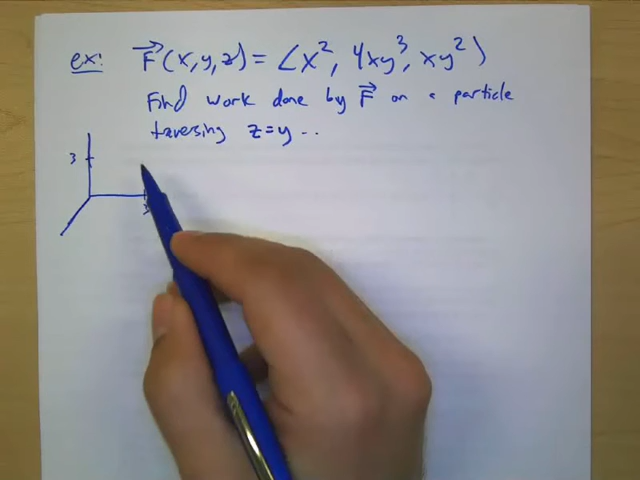 ex: F(x,y,z) = ⟨x², 4xy³, xy²⟩
Find work done by F on a particle
traversing z=y ..
3